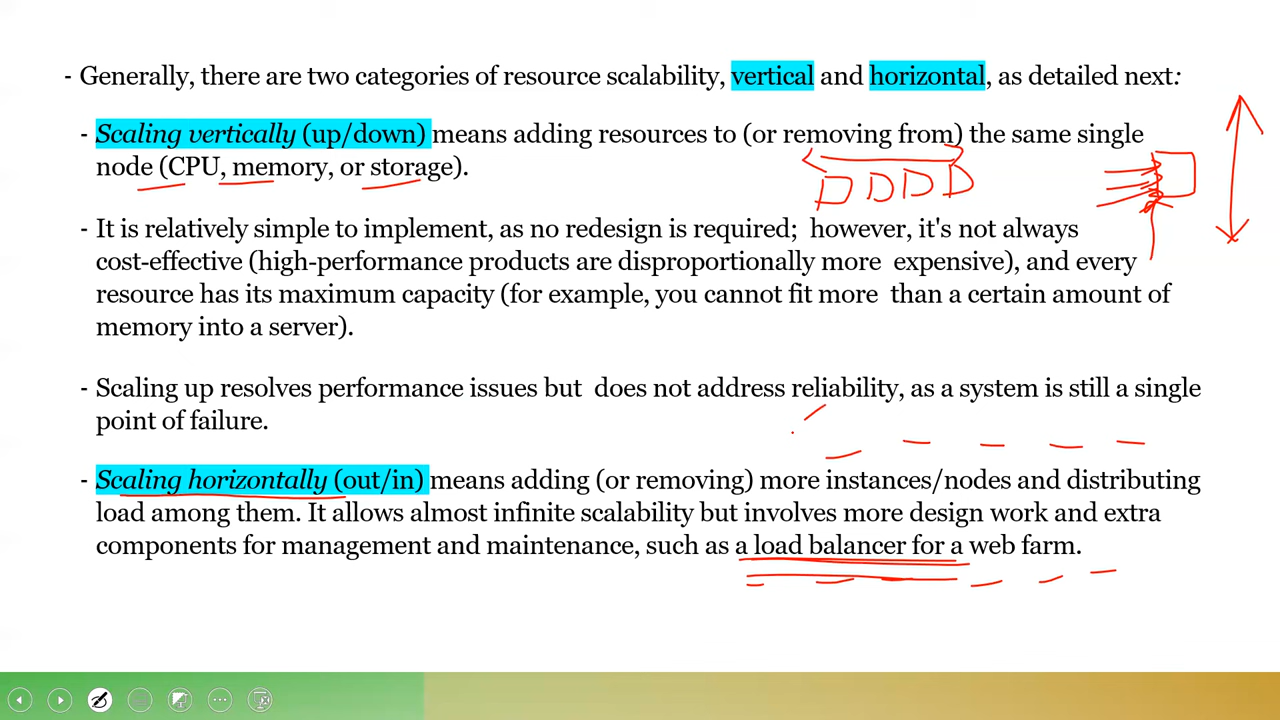 - Generally, there are two categories of resource scalability, vertical and horizontal, as detailed next:
- Scaling vertically (up/down) means adding resources to (or removing from) the same single
node (CPU, memory, or storage).
- It is relatively simple to implement, as no redesign is required; however, it's not always
cost-effective (high-performance products are disproportionally more expensive), and every
resource has its maximum capacity (for example, you cannot fit more than a certain amount of
memory into a server).
- Scaling up resolves performance issues but does not address reliability, as a system is still a single
point of failure.
- Scaling horizontally (out/in) means adding (or removing) more instances/nodes and distributing
load among them. It allows almost infinite scalability but involves more design work and extra
components for management and maintenance, such as a load balancer for a web farm.